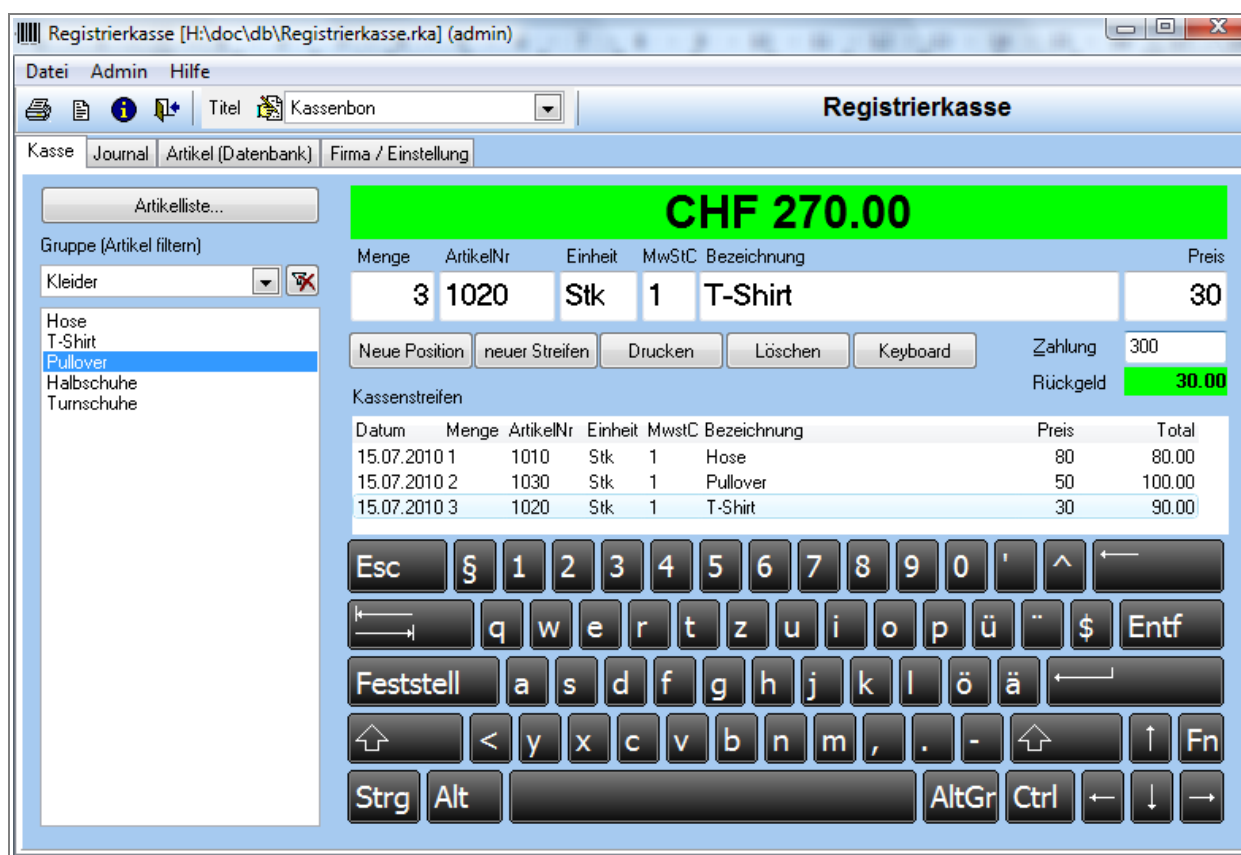 Registrierkasse [H:\doc\db\Registrierkasse.rka] (admin)
Datei Admin Hilfe
Titel Kassenbon Registrierkasse
Kasse Journal Artikel (Datenbank) Firma / Einstellung
Artikelliste...
Gruppe (Artikel filtern)
Kleider
Hose
T-Shirt
Pullover
Halbschuhe
Turnschuhe
CHF 270.00
Menge ArtikelNr Einheit MwStC Bezeichnung Preis
3 1020 Stk 1 T-Shirt 30
Neue Position neuer Streifen Drucken Löschen Keyboard Zahlung 300
Rückgeld 30.00
Kassenstreifen
Datum Menge ArtikelNr Einheit MwstC Bezeichnung Preis Total
15.07.2010 1 1010 Stk 1 Hose 80 80.00
15.07.2010 2 1030 Stk 1 Pullover 50 100.00
15.07.2010 3 1020 Stk 1 T-Shirt 30 90.00
Esc § 1 2 3 4 5 6 7 8 9 0 ' ^
q w e r t z u i o p ü ¨ $ Entf
Feststell a s d f g h j k l ö ä
< y x c v b n m , . - ↑ Fn
Strg Alt AltGr Ctrl ← ↓ →